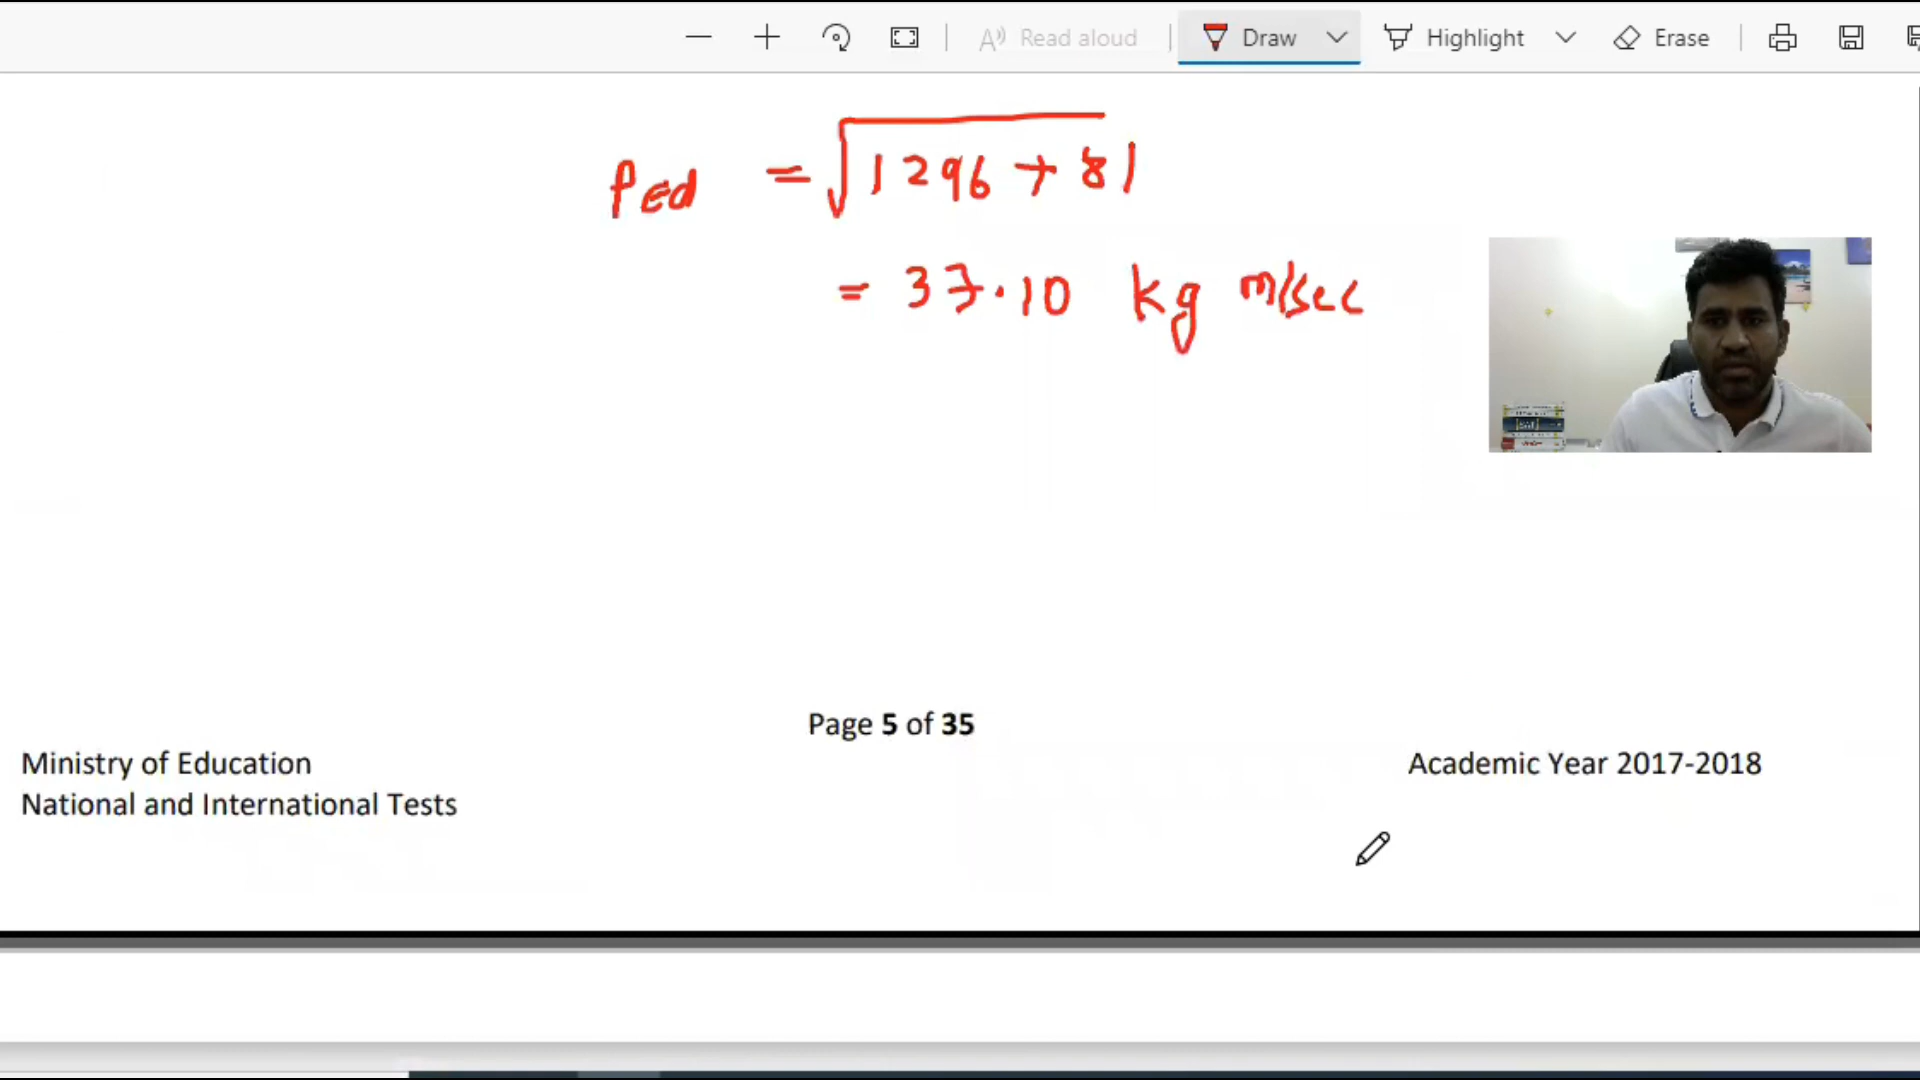 Read aloud Draw Highlight Erase
Ped = √1296 + 81
= 37.10 kg m/sec
SAT
Page 5 of 35
Ministry of Education
Academic Year 2017-2018
National and International Tests